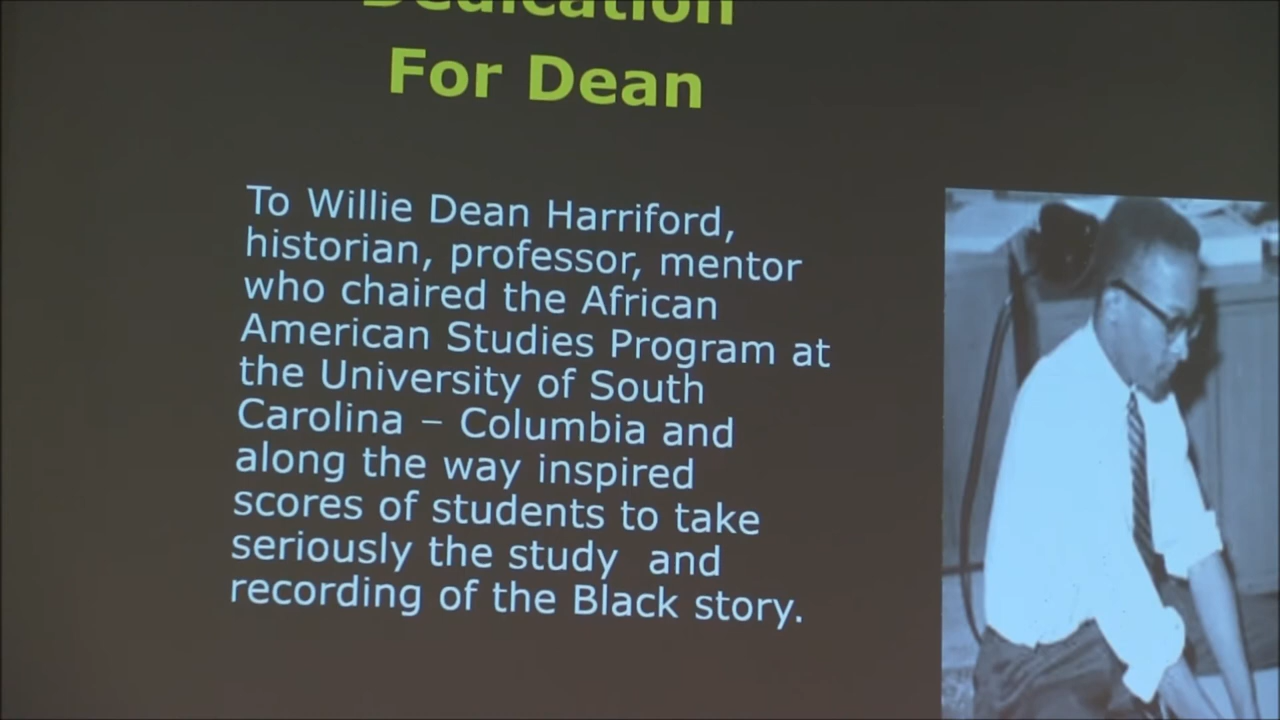 Dedication
For Dean
To Willie Dean Harriford,
historian, professor, mentor
who chaired the African
American Studies Program at
the University of South
Carolina – Columbia and
along the way inspired
scores of students to take
seriously the study  and
recording of the Black story.